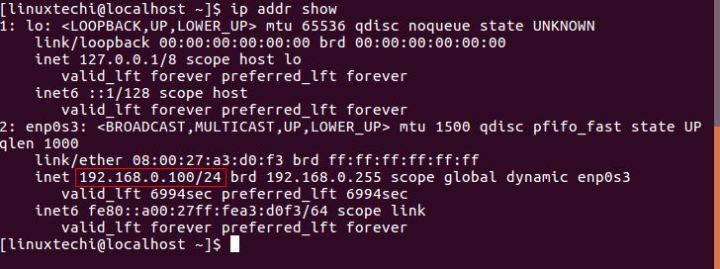 [linuxtechi@localhost ~]$ ip addr show
1: lo: <LOOPBACK,UP,LOWER_UP> mtu 65536 qdisc noqueue state UNKNOWN
link/loopback 00:00:00:00:00:00 brd 00:00:00:00:00:00
inet 127.0.0.1/8 scope host lo
valid_lft forever preferred_lft forever
inet6 ::1/128 scope host
valid_lft forever preferred_lft forever
2: enp0s3: <BROADCAST,MULTICAST,UP,LOWER_UP> mtu 1500 qdisc pfifo_fast state UP
qlen 1000
link/ether 08:00:27:a3:d0:f3 brd ff:ff:ff:ff:ff:ff
inet 192.168.0.100/24 brd 192.168.0.255 scope global dynamic enp0s3
valid_lft 6994sec preferred_lft 6994sec
inet6 fe80::a00:27ff:fea3:d0f3/64 scope link
valid_lft forever preferred_lft forever
[linuxtechi@localhost ~]$